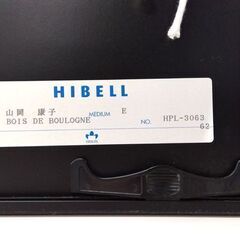 HIBELL
山岡 康子 MEDIUM E
BOIS DE BOULOGNE NO. HPL-3063
62